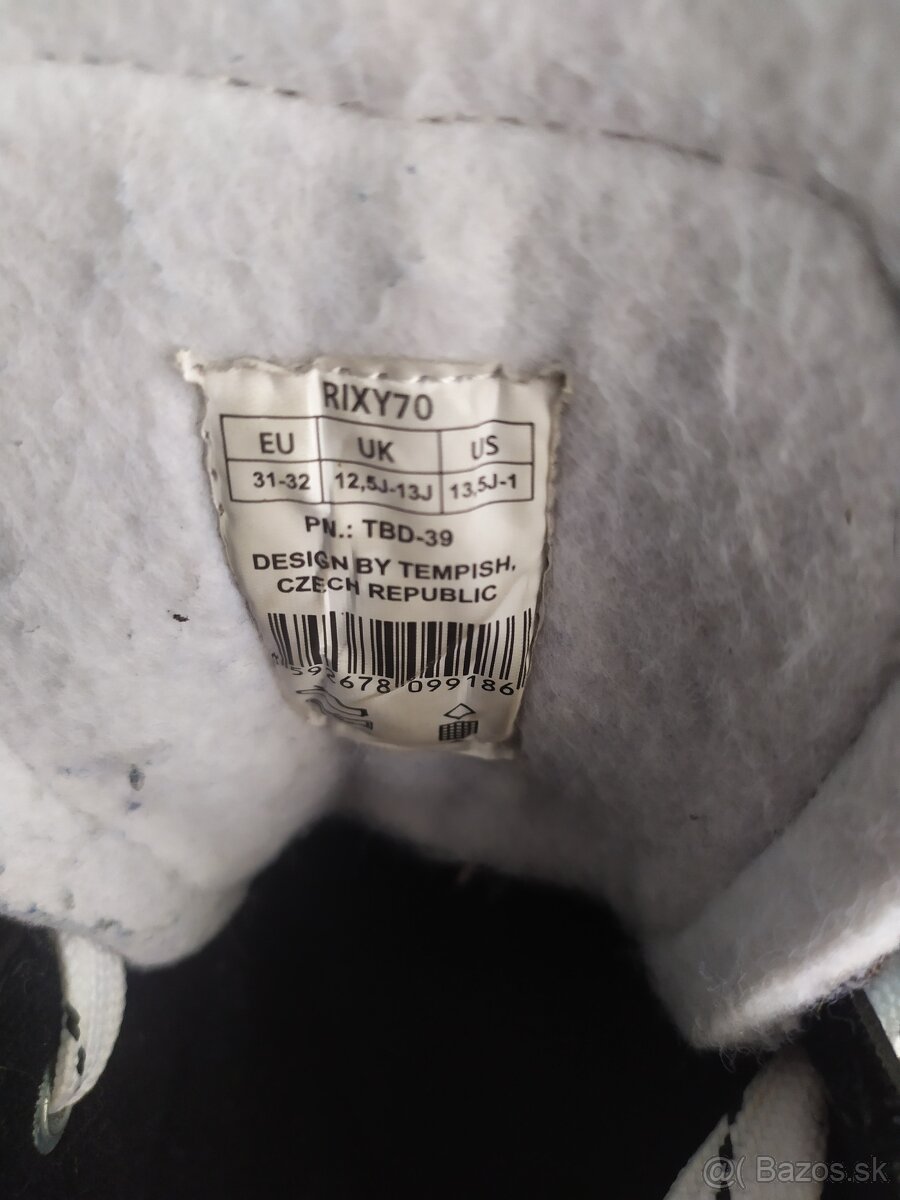 RIXY70
EU UK US
31-32 12,5J-13J 13,5J-1
PN.: TBD-39
DESIGN BY TEMPISH,
CZECH REPUBLIC
592678 099186
@( Bazos.sk